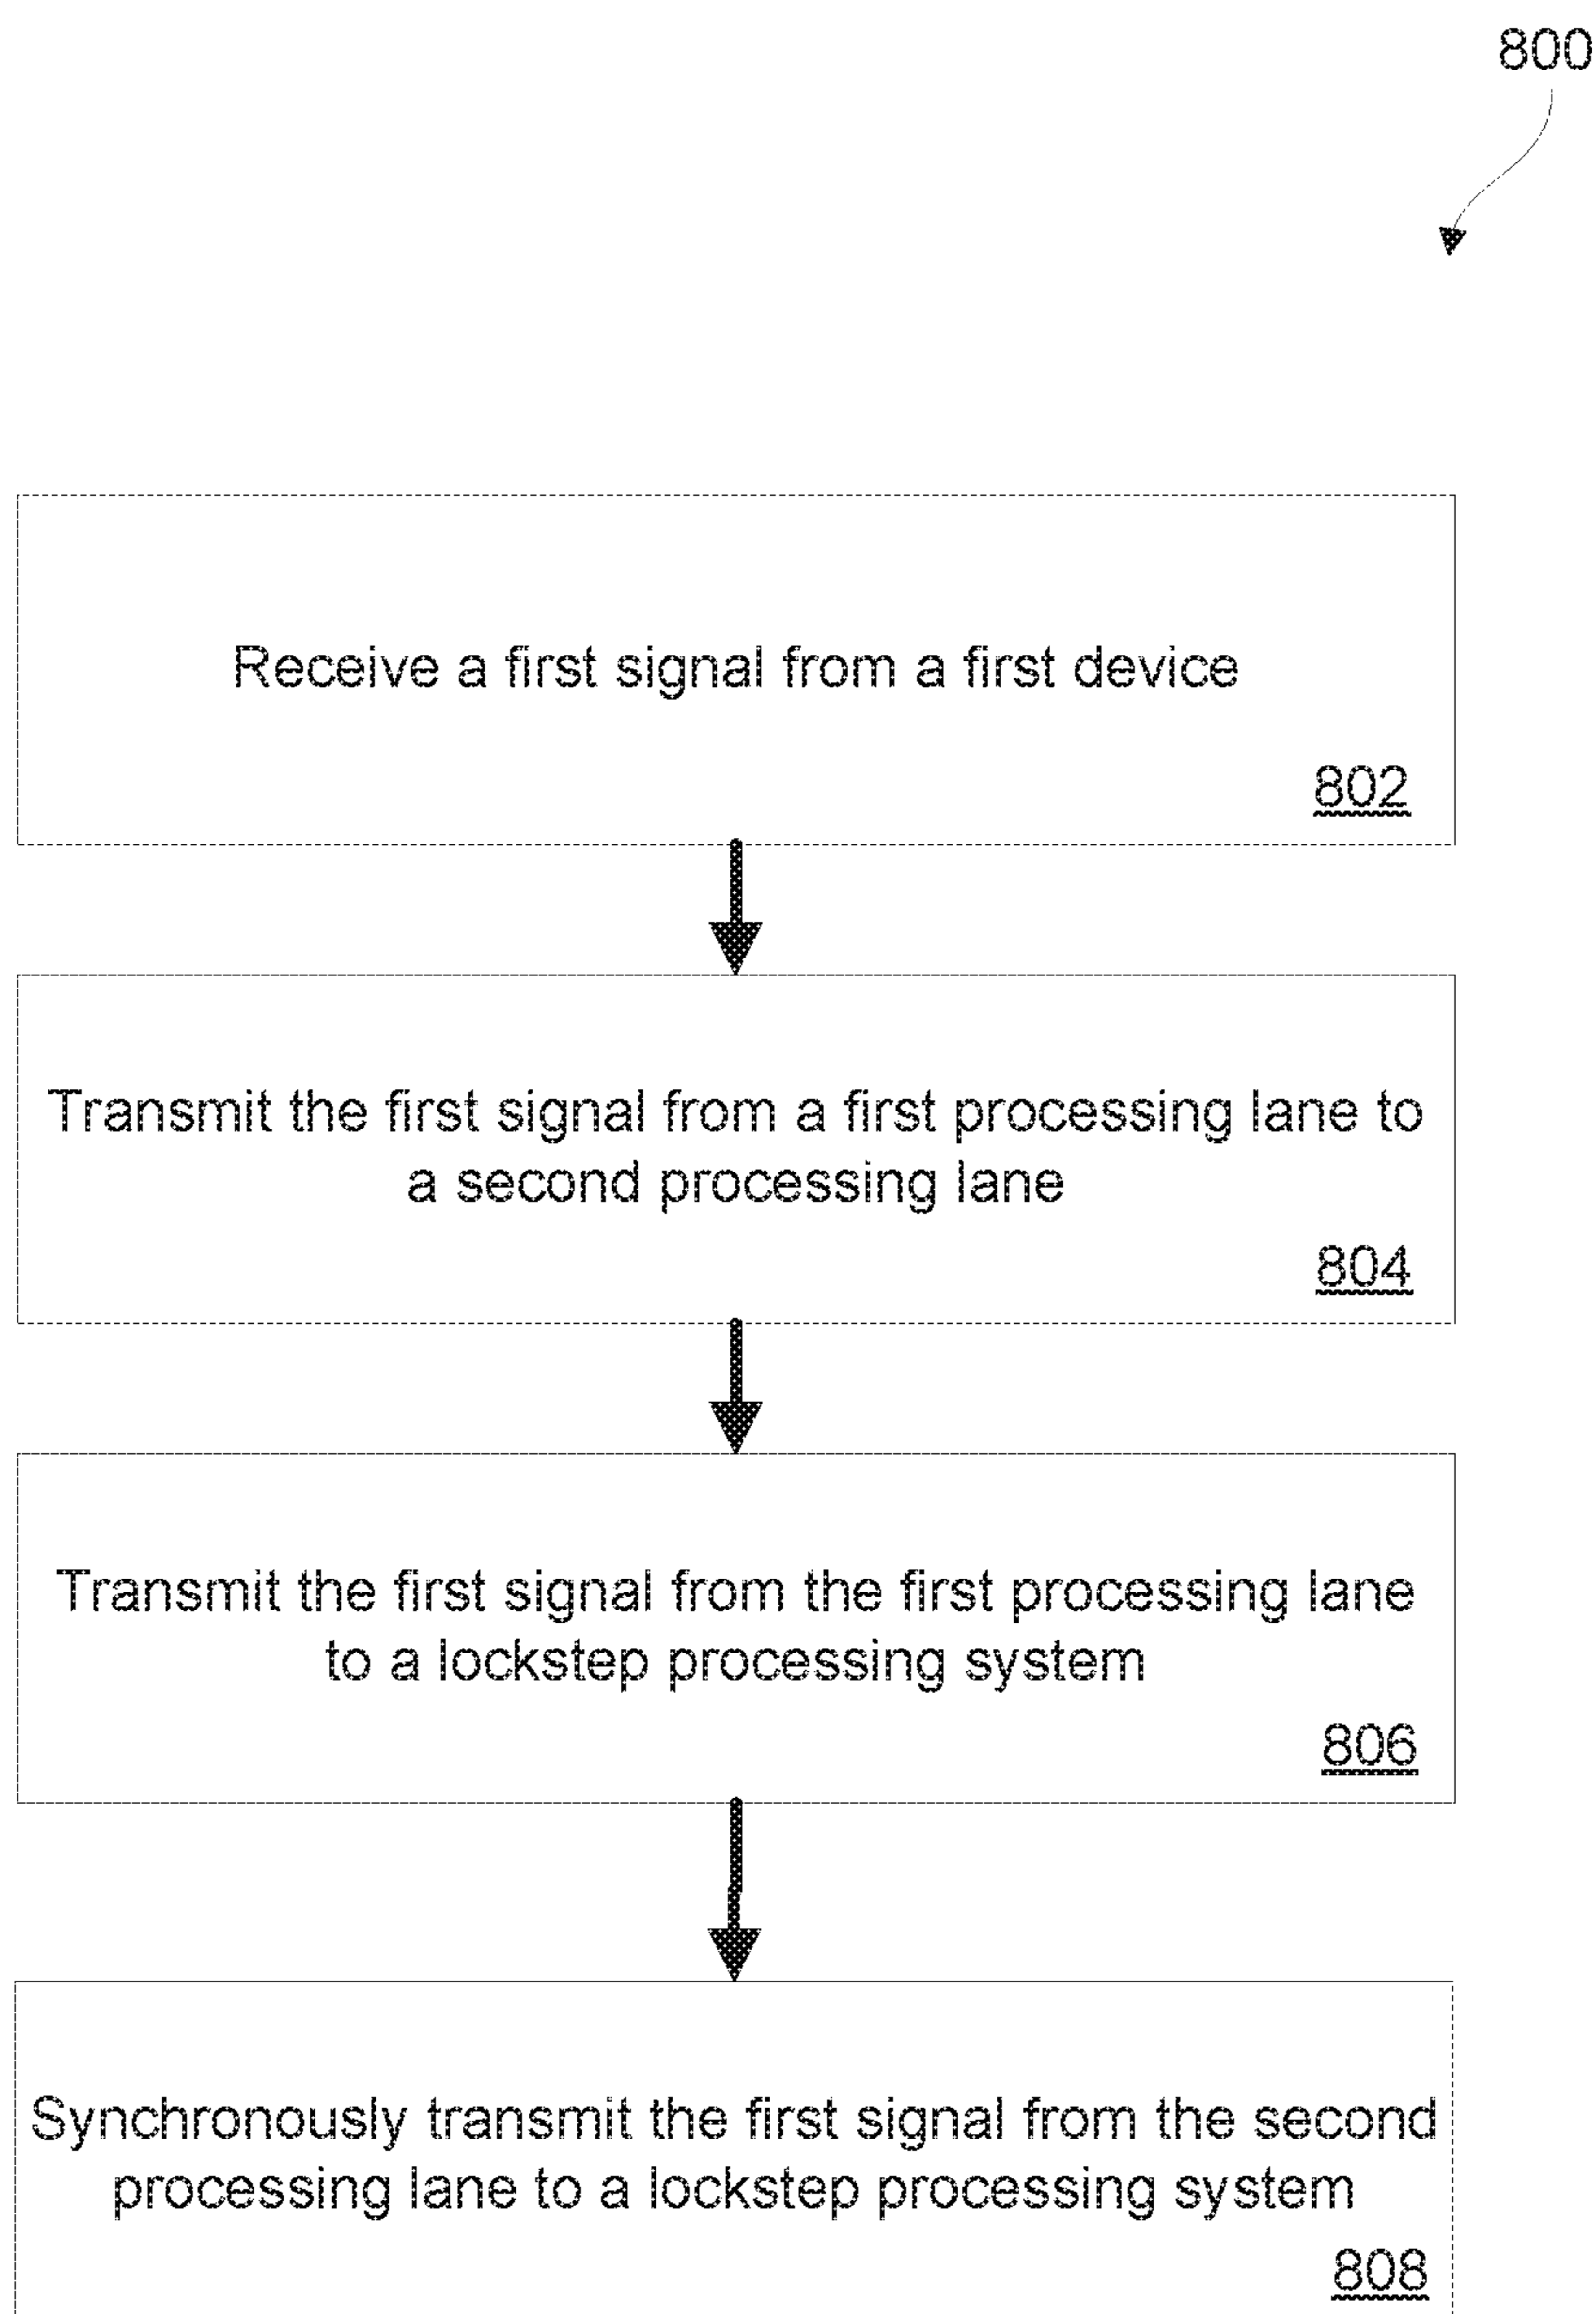 800
Receive a first signal from a first device
802
Transmit the first signal from a first processing lane to
a second processing lane
804
Transmit the first signal from the first processing lane
to a lockstep processing system
806
Synchronously transmit the first signal from the second
processing lane to a lockstep processing system
808